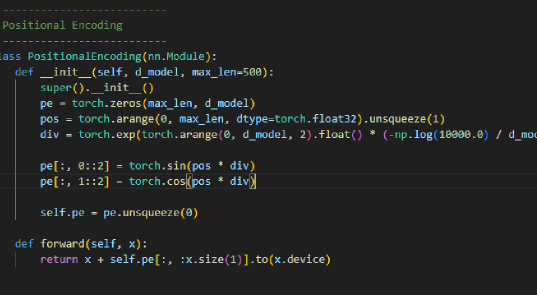 -------------------------
Positional Encoding
-------------------------
lass PositionalEncoding(nn.Module):
    def __init__(self, d_model, max_len=500):
        super().__init__()
        pe = torch.zeros(max_len, d_model)
        pos = torch.arange(0, max_len, dtype=torch.float32).unsqueeze(1)
        div = torch.exp(torch.arange(0, d_model, 2).float() * (-np.log(10000.0) / d_mod
        pe[:, 0::2] = torch.sin(pos * div)
        pe[:, 1::2] = torch.cos(pos * div)
        self.pe = pe.unsqueeze(0)
    def forward(self, x):
        return x + self.pe[:, :x.size(1)].to(x.device)